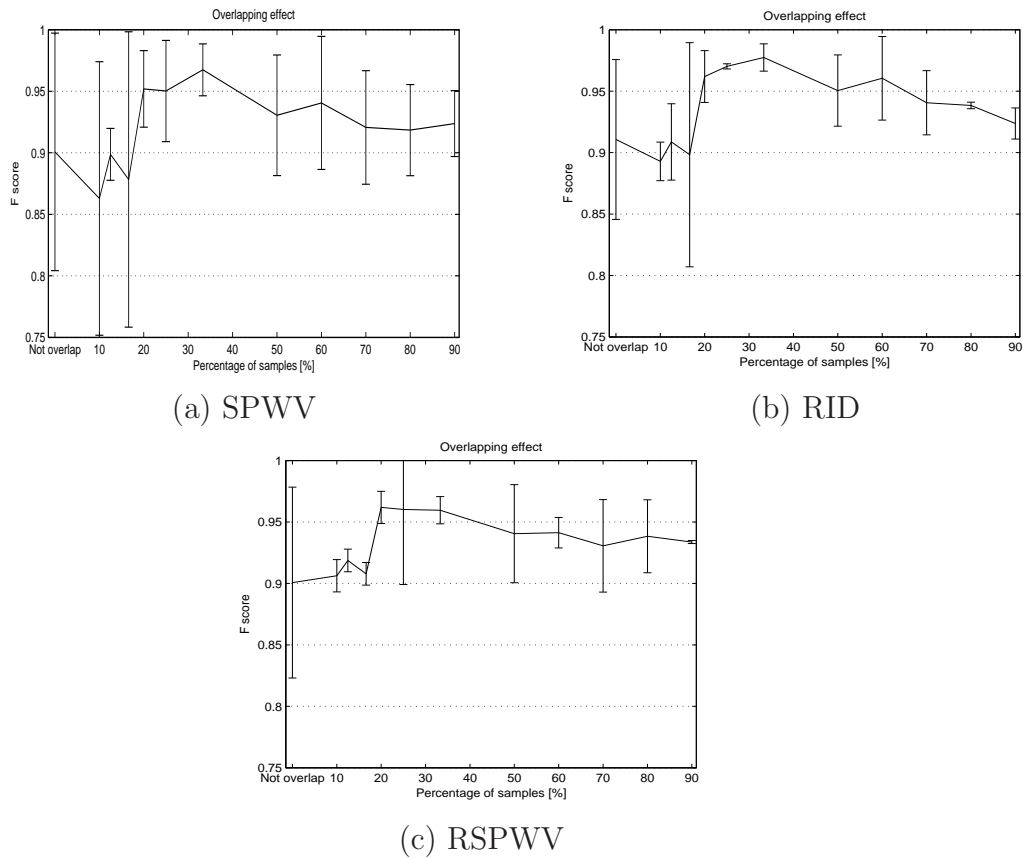 Overlapping effect
1
0.95
0.9
0.85
0.8
0.75
F score
Not overlap 10 20 30 40 50 60 70 80 90
Percentage of samples [%]
(a) SPWV
Overlapping effect
1
0.95
0.9
0.85
0.8
0.75
F score
Not overlap 10 20 30 40 50 60 70 80 90
Percentage of samples [%]
(b) RID
Overlapping effect
1
0.95
0.9
0.85
0.8
0.75
F score
Not overlap 10 20 30 40 50 60 70 80 90
Percentage of samples [%]
(c) RSPWV